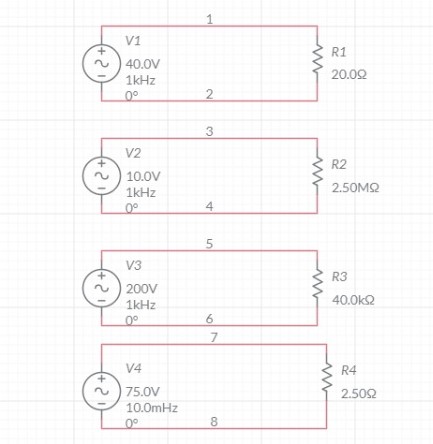 1
V1
40.0V
1kHz
0°
R1
20.0Ω
2
3
V2
10.0V
1kHz
0°
R2
2.50MΩ
4
5
V3
200V
1kHz
0°
R3
40.0kΩ
6
7
V4
75.0V
10.0mHz
0°
R4
2.50Ω
8